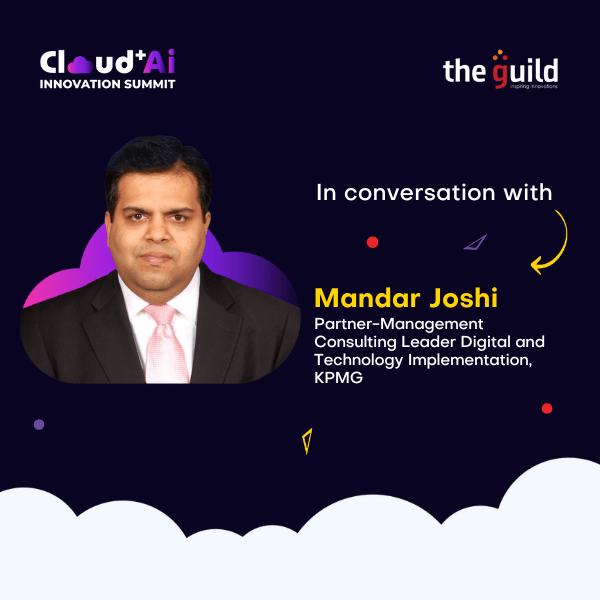 Cloud+Ai
INNOVATION SUMMIT
the guild
inspiring innovations
In conversation with
Mandar Joshi
Partner-Management
Consulting Leader Digital and
Technology Implementation,
KPMG